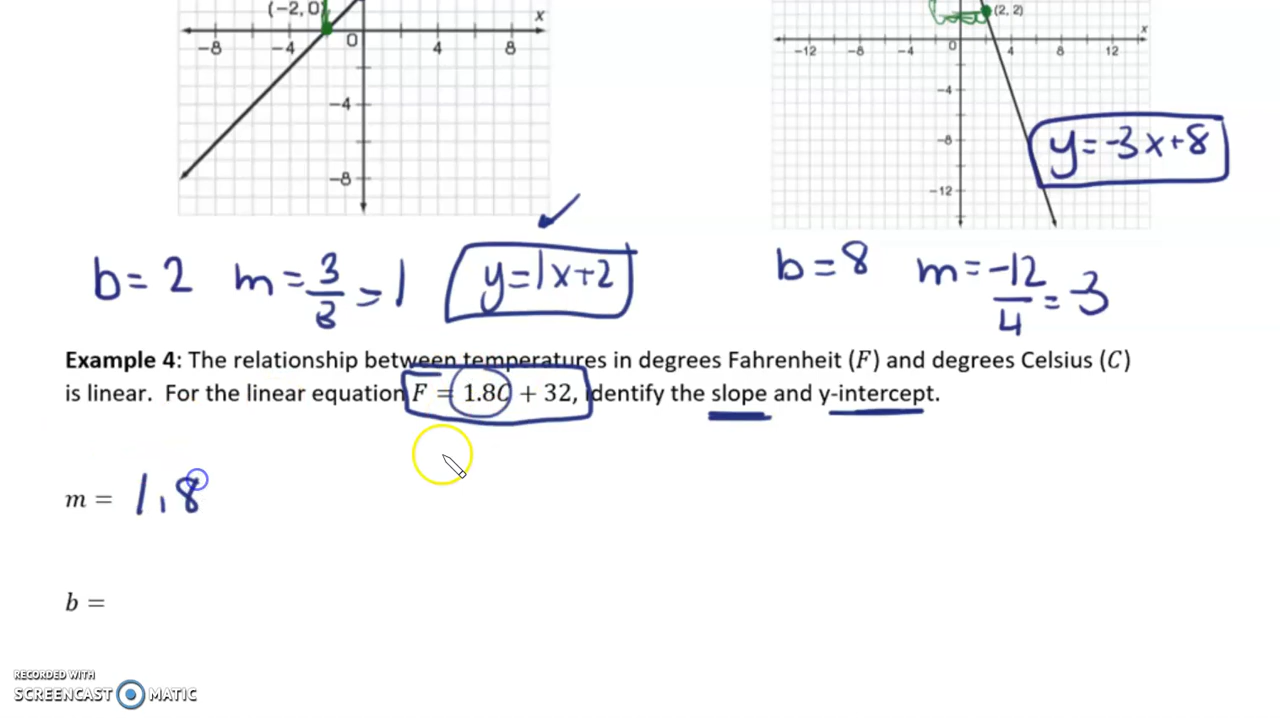 (−2, 0)
x
−8 −4 0 4 8
−4
−8
(2, 2)
x
−12 −8 −4 0 4 8 12
−4
−8
−12
y=-3x+8
b=2 m=3/3=1 y=1x+2
b=8 m=-12/4=-3
Example 4: The relationship between temperatures in degrees Fahrenheit (F) and degrees Celsius (C)
is linear. For the linear equation F = 1.8C + 32, identify the slope and y-intercept.
m = 1.8
b =
RECORDED WITH
SCREENCAST MATIC